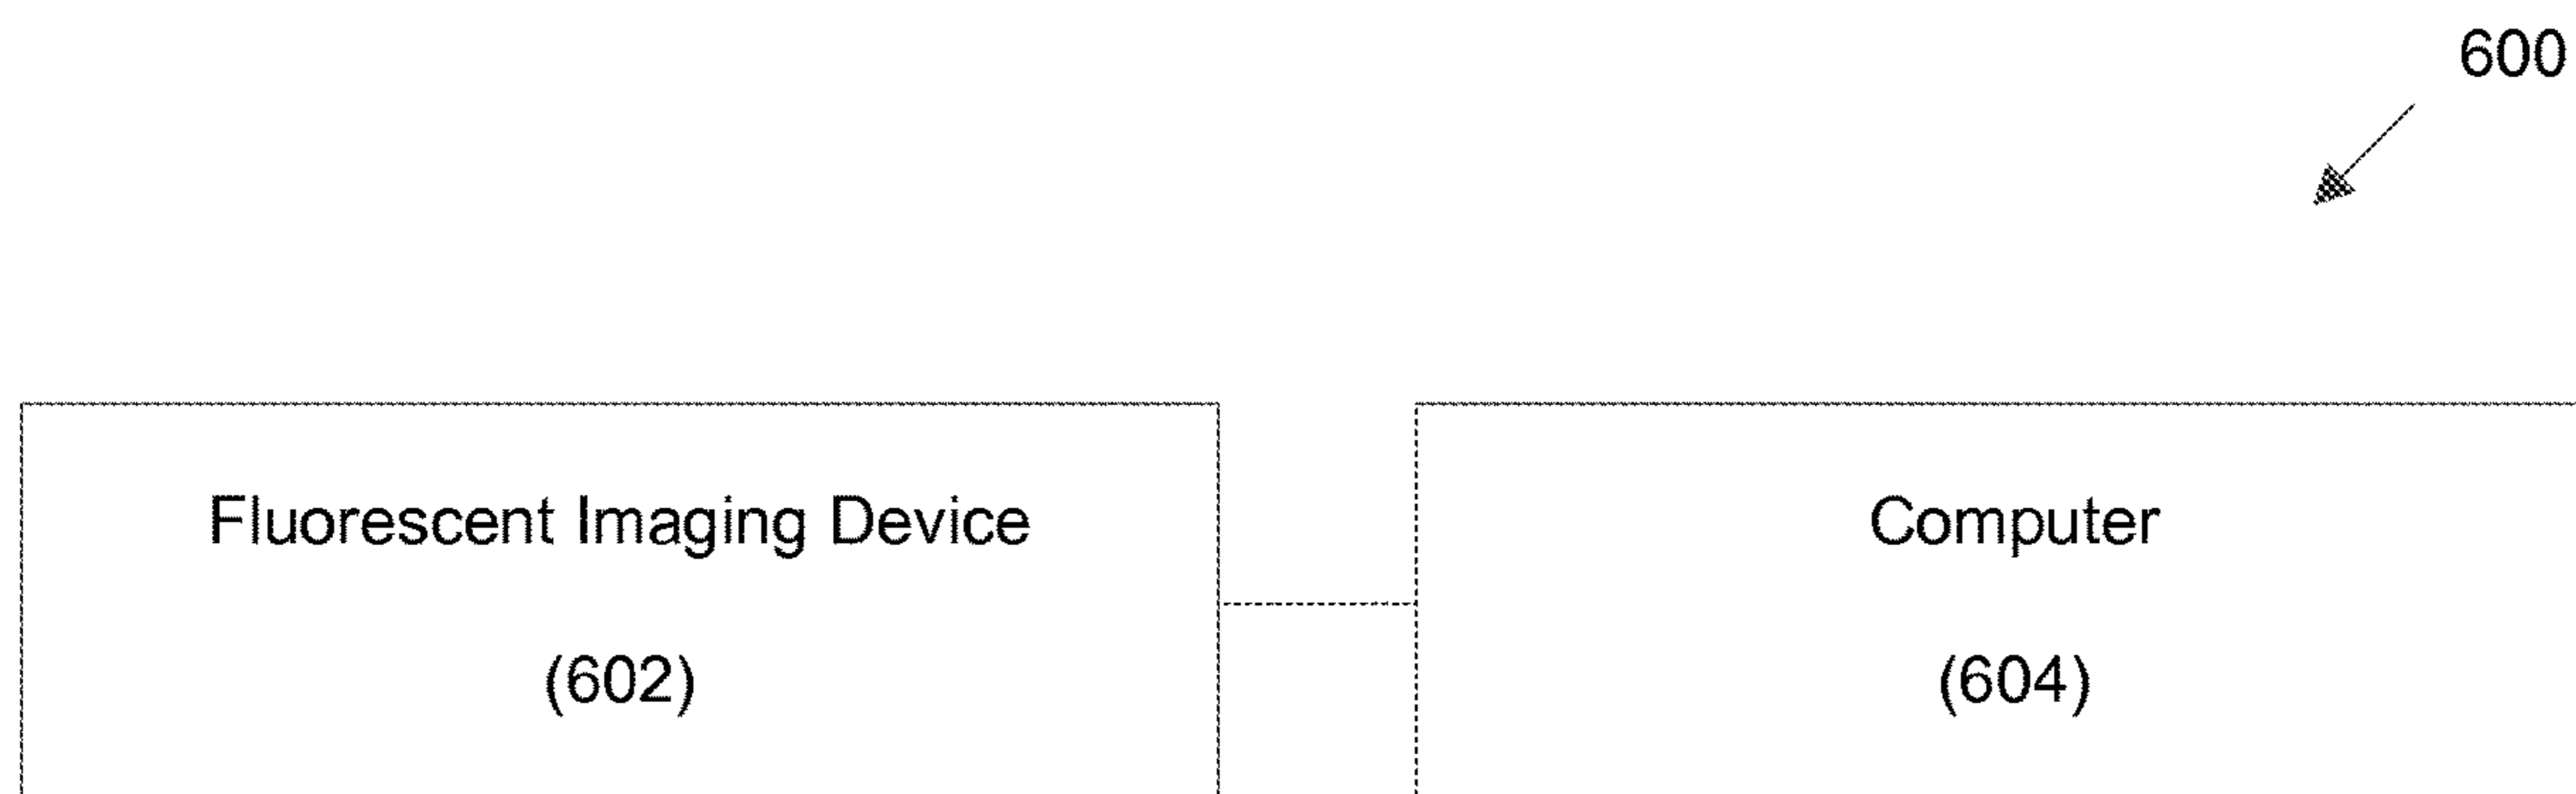 600
Fluorescent Imaging Device
(602)
Computer
(604)